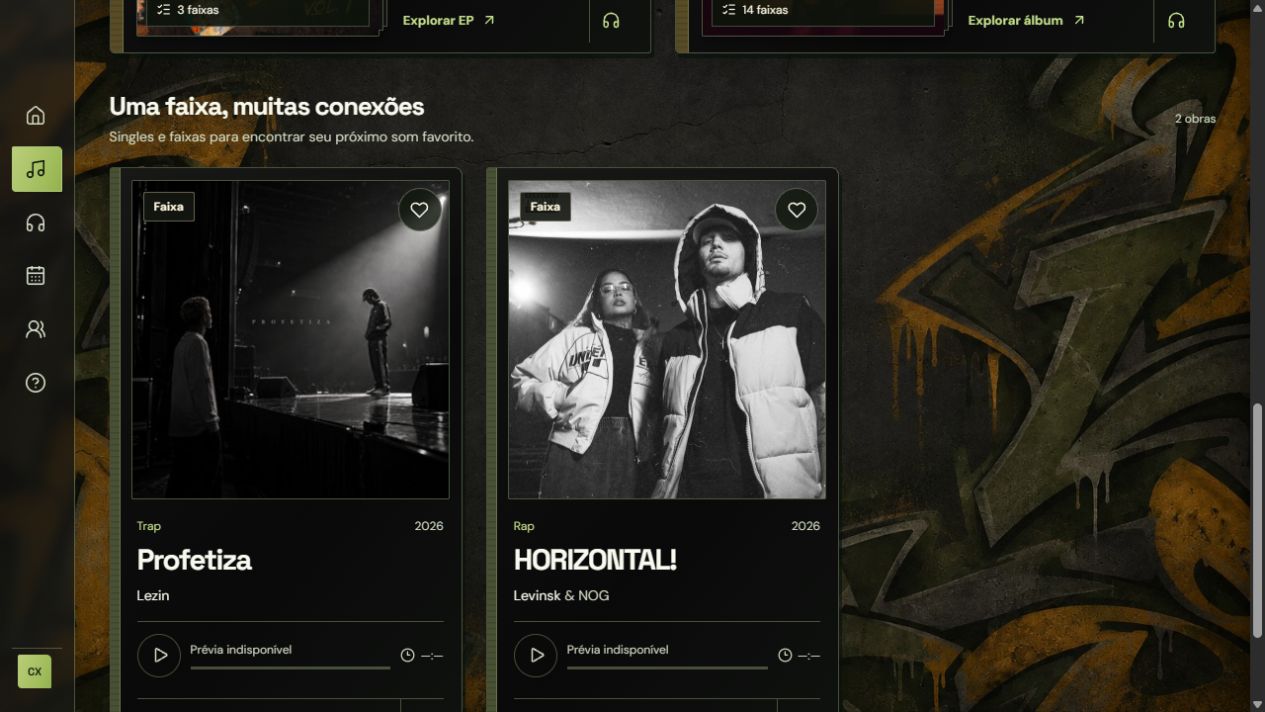 VOL 1
3 faixas
Explorar EP
14 faixas
Explorar álbum
Uma faixa, muitas conexões
Singles e faixas para encontrar seu próximo som favorito.
2 obras
Faixa
PROFETIZA
Trap
2026
Profetiza
Lezin
Prévia indisponível
—:—
Faixa
Rap
2026
HORIZONTAL!
Levinsk & NOG
Prévia indisponível
—:—
CX